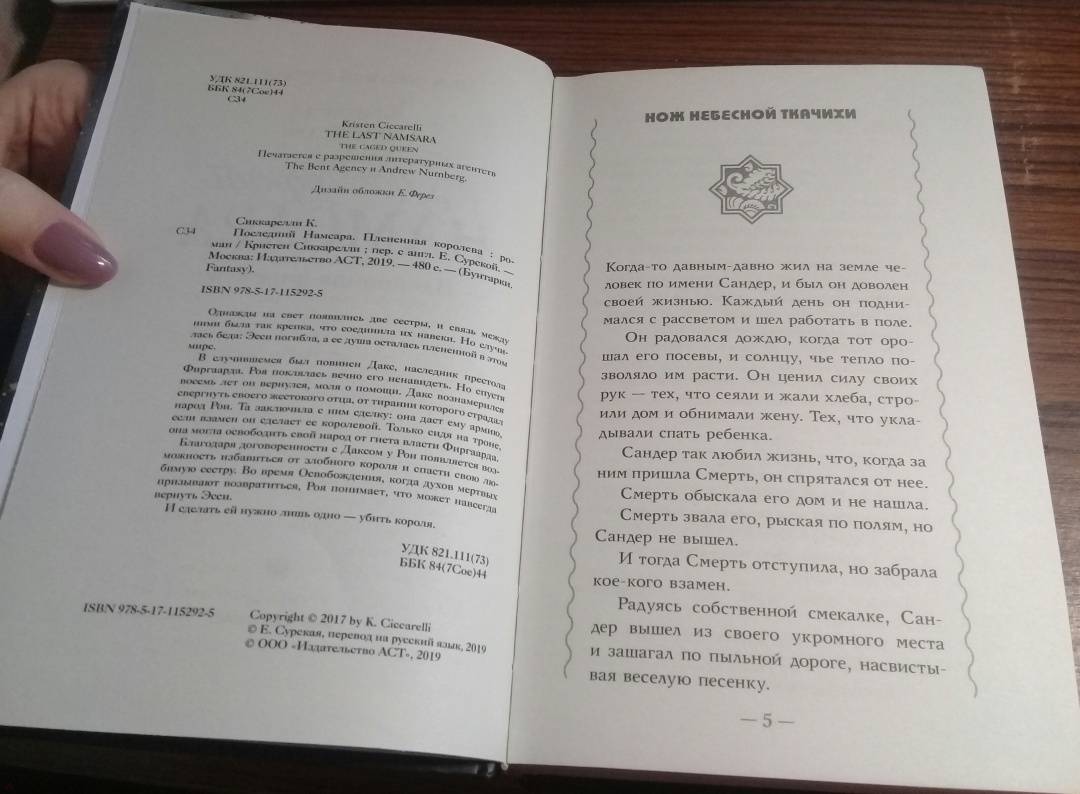 УДК 821.111(73)
ББК 84(7Сое)44
С34
Kristen Ciccarelli
THE LAST NAMSARA
THE CAGED QUEEN
Печатается с разрешения литературных агентств
The Bent Agency и Andrew Nurnberg.
Дизайн обложки Е. Ферез
Сиккарелли К.
С34 Последний Намсара. Плененная королева : ро-
ман / Кристен Сиккарелли ; пер. с англ. Е. Сурской. —
Москва: Издательство АСТ, 2019. — 480 с. — (Бунтарки.
Fantasy).
ISBN 978-5-17-115292-5
Однажды на свет появились две сестры, и связь между
ними была так крепка, что соединила их навеки. Но случи-
лась беда: Эсси погибла, а ее душа осталась плененной в этом
мире.
В случившемся был повинен Дакс, наследник престола
Фиргаарда. Роя поклялась вечно его ненавидеть. Но спустя
восемь лет он вернулся, моля о помощи. Дакс вознамерился
свергнуть своего жестокого отца, от тирании которого страдал
народ Рои. Та заключила с ним сделку: она дает ему армию,
если взамен он сделает ее королевой. Только сидя на троне,
она могла освободить свой народ от гнета власти Фиргаарда.
Благодаря договоренности с Даксом у Рои появляется воз-
можность избавиться от злобного короля и спасти свою лю-
бимую сестру. Во время Освобождения, когда духов мертвых
призывают возвратиться, Роя понимает, что может навсегда
вернуть Эсси.
И сделать ей нужно лишь одно — убить короля.
УДК 821.111(73)
ББК 84(7Сое)44
ISBN 978-5-17-115292-5
Copyright © 2017 by K. Ciccarelli
© Е. Сурская, перевод на русский язык, 2019
© ООО «Издательство АСТ», 2019
НОЖ НЕБЕСНОЙ ТКАЧИХИ
Когда-то давным-давно жил на земле че-
ловек по имени Сандер, и был он доволен
своей жизнью. Каждый день он подни-
мался с рассветом и шел работать в поле.
Он радовался дождю, когда тот оро-
шал его посевы, и солнцу, чье тепло по-
зволяло им расти. Он ценил силу своих
рук — тех, что сеяли и жали хлеба, стро-
или дом и обнимали жену. Тех, что укла-
дывали спать ребенка.
Сандер так любил жизнь, что, когда за
ним пришла Смерть, он спрятался от нее.
Смерть обыскала его дом и не нашла.
Смерть звала его, рыская по полям, но
Сандер не вышел.
И тогда Смерть отступила, но забрала
кое-кого взамен.
Радуясь собственной смекалке, Сан-
дер вышел из своего укромного места
и зашагал по пыльной дороге, насвисты-
вая веселую песенку.
— 5 —